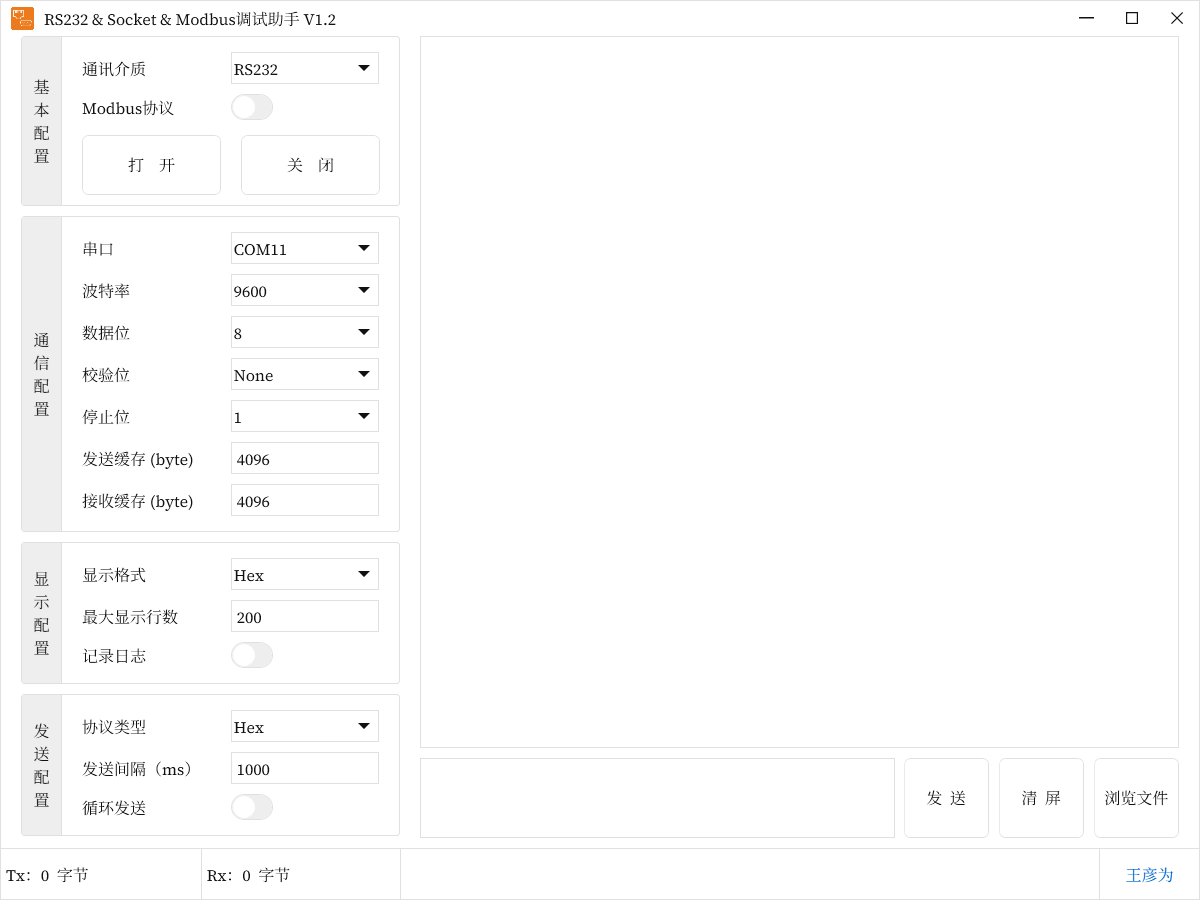 RS232 & Socket & Modbus调试助手 V1.2
基本配置
通讯介质 RS232
Modbus协议
打 开 关 闭
通信配置
串口 COM11
波特率 9600
数据位 8
校验位 None
停止位 1
发送缓存 (byte) 4096
接收缓存 (byte) 4096
显示配置
显示格式 Hex
最大显示行数 200
记录日志
发送配置
协议类型 Hex
发送间隔（ms） 1000
循环发送
发 送 清 屏 浏览文件
Tx: 0 字节 Rx: 0 字节 王彦为